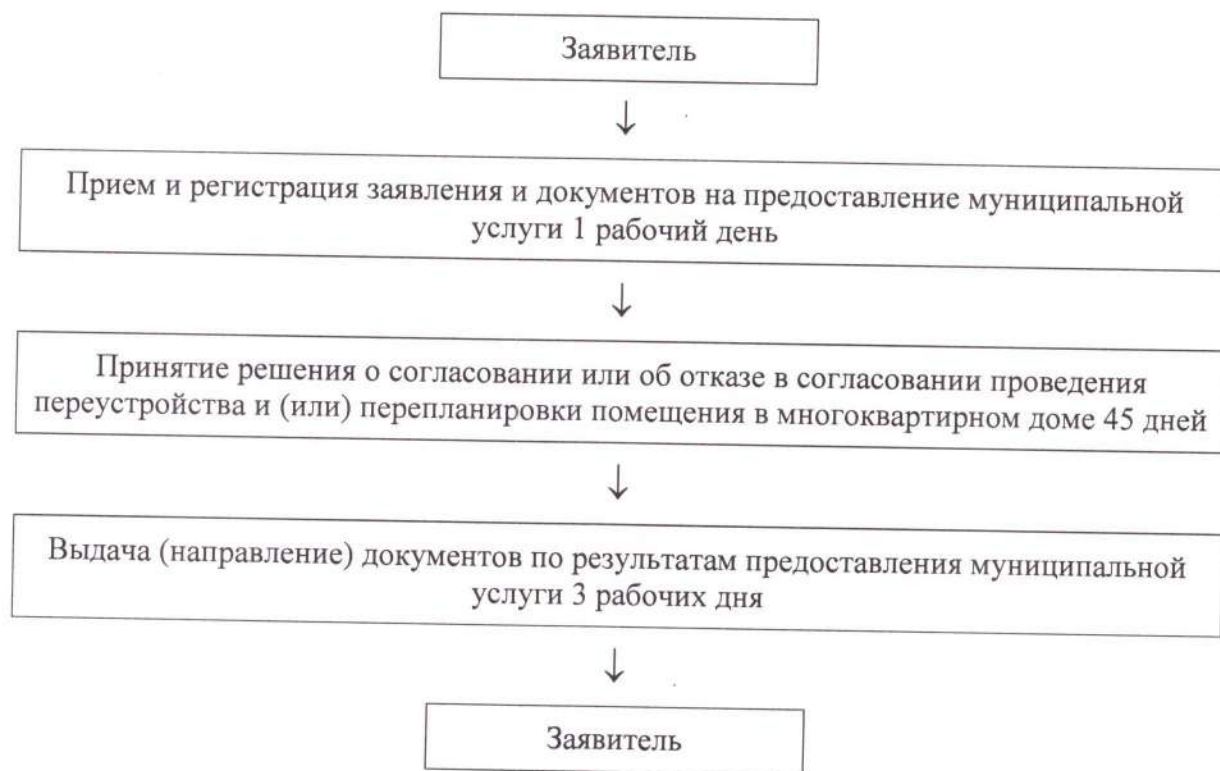 Заявитель
↓
Прием и регистрация заявления и документов на предоставление муниципальной
услуги 1 рабочий день
↓
Принятие решения о согласовании или об отказе в согласовании проведения
переустройства и (или) перепланировки помещения в многоквартирном доме 45 дней
↓
Выдача (направление) документов по результатам предоставления муниципальной
услуги 3 рабочих дня
↓
Заявитель